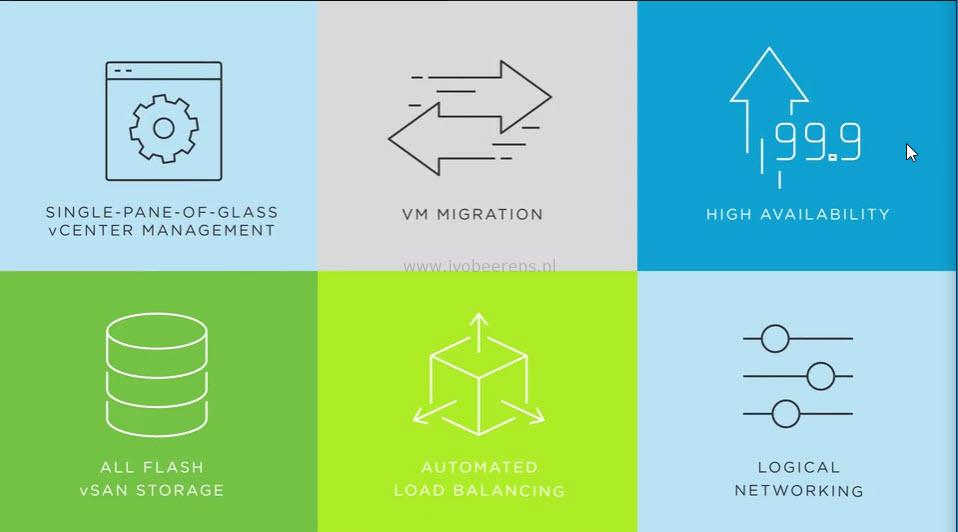 SINGLE-PANE-OF-GLASS
vCENTER MANAGEMENT
VM MIGRATION
99.9
HIGH AVAILABILITY
www.ivobeerens.nl
ALL FLASH
vSAN STORAGE
AUTOMATED
LOAD BALANCING
LOGICAL
NETWORKING